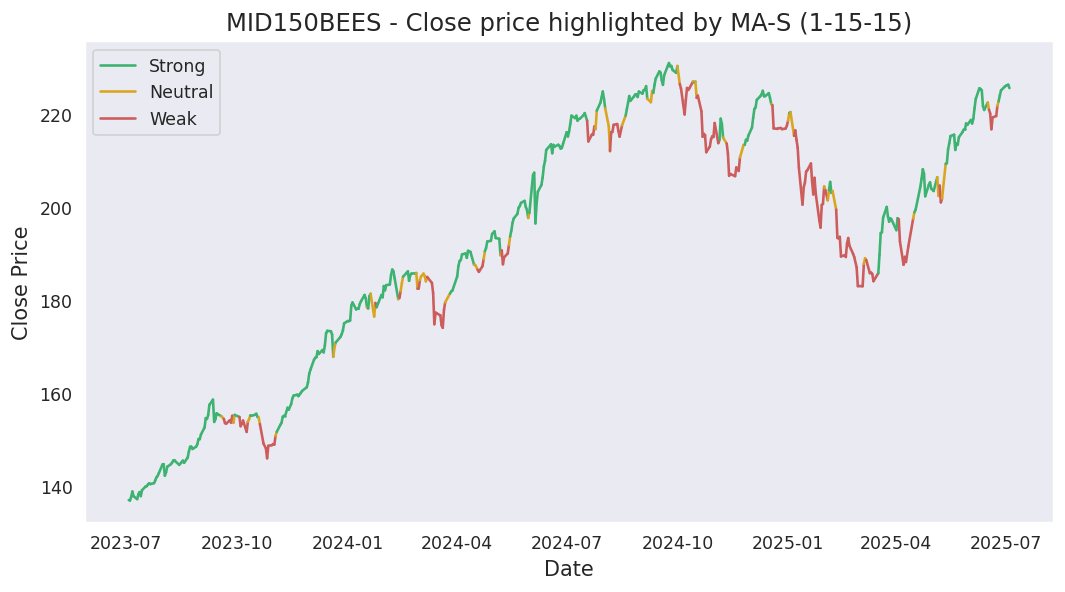 MID150BEES - Close price highlighted by MA-S (1-15-15)
Strong
Neutral
Weak
Close Price
220
200
180
160
140
2023-07 2023-10 2024-01 2024-04 2024-07 2024-10 2025-01 2025-04 2025-07
Date